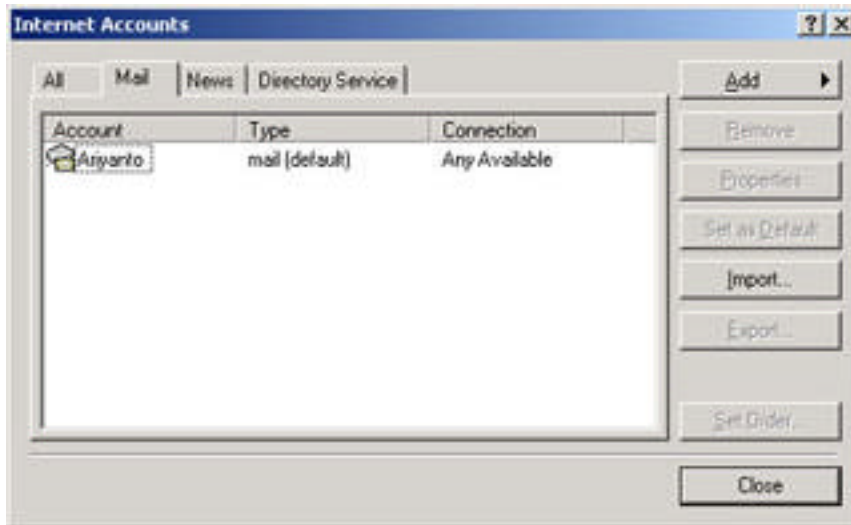 Internet Accounts
All Mail News Directory Service
Add
Account Type Connection
Remove
Ariyanto mail (default) Any Available
Properties
Set as Default
Import...
Export...
Set Order...
Close